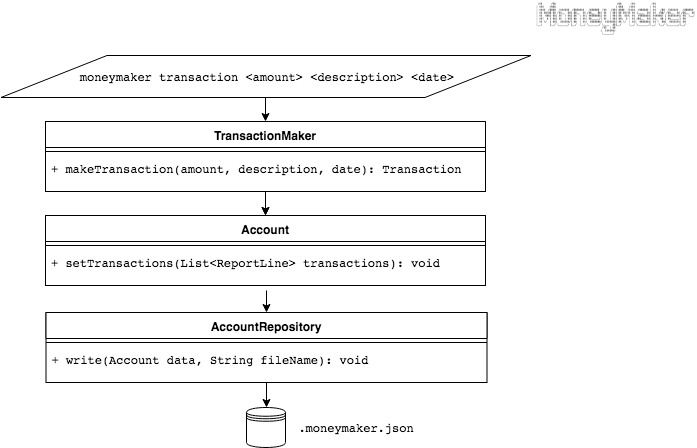 moneymaker transaction <amount> <description> <date>
TransactionMaker
+ makeTransaction(amount, description, date): Transaction
Account
+ setTransactions(List<ReportLine> transactions): void
AccountRepository
+ write(Account data, String fileName): void
.moneymaker.json